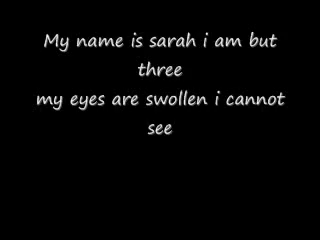 My name is sarah i am but
three
my eyes are swollen i cannot
see